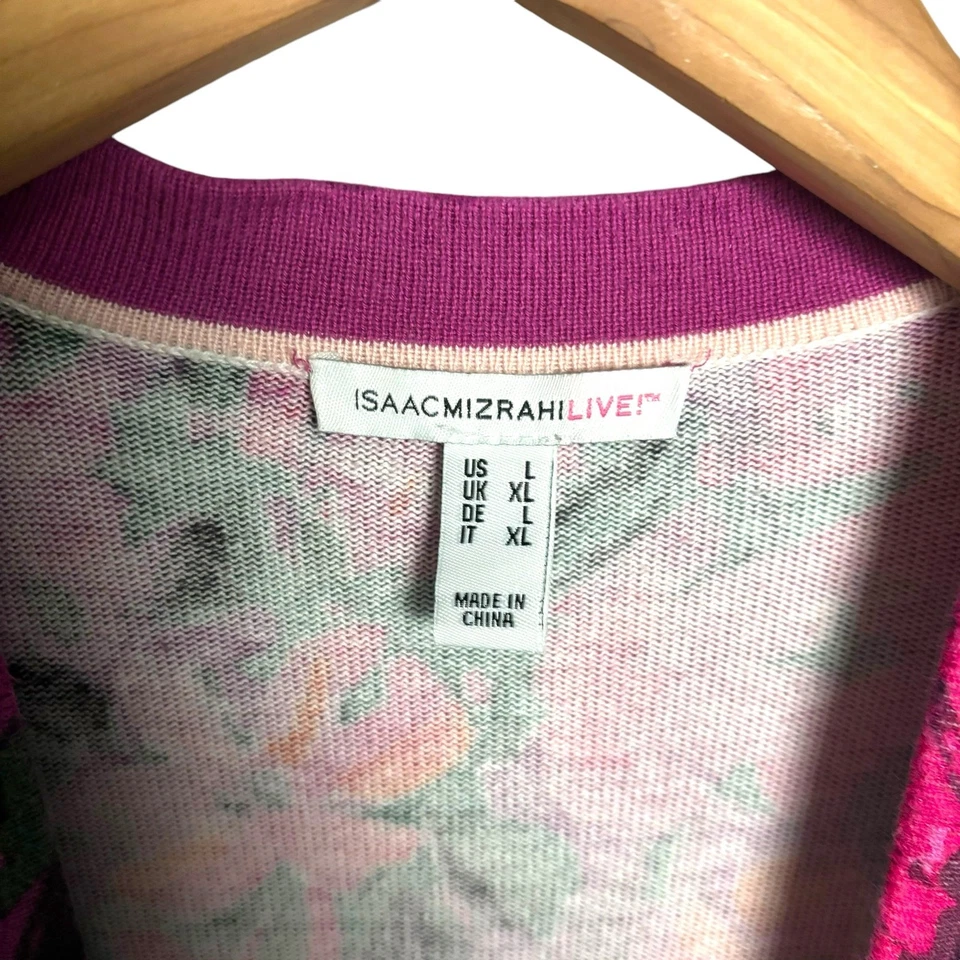 ISAACMIZRAHILIVE!™
US L
UK XL
DE L
IT XL
MADE IN
CHINA